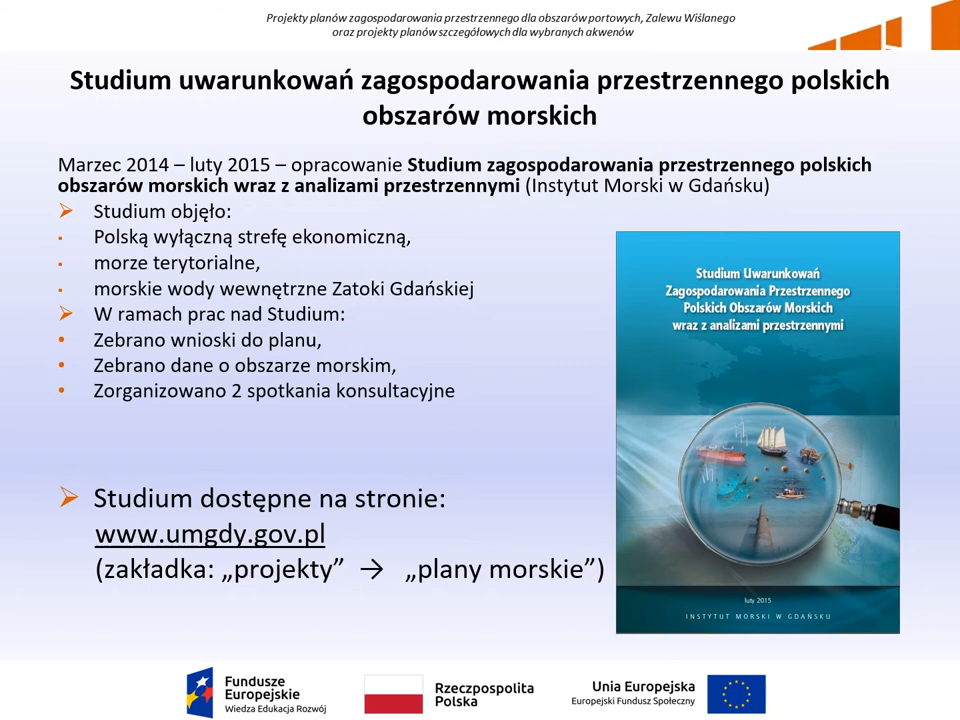 Projekty planów zagospodarowania przestrzennego dla obszarów portowych, Zalewu Wiślanego
oraz projekty planów szczegółowych dla wybranych akwenów
Studium uwarunkowań zagospodarowania przestrzennego polskich
obszarów morskich
Marzec 2014 – luty 2015 – opracowanie Studium zagospodarowania przestrzennego polskich
obszarów morskich wraz z analizami przestrzennymi (Instytut Morski w Gdańsku)
➢ Studium objęło:
▪ Polską wyłączną strefę ekonomiczną,
▪ morze terytorialne,
▪ morskie wody wewnętrzne Zatoki Gdańskiej
➢ W ramach prac nad Studium:
• Zebrano wnioski do planu,
• Zebrano dane o obszarze morskim,
• Zorganizowano 2 spotkania konsultacyjne
➢ Studium dostępne na stronie:
www.umgdy.gov.pl
(zakładka: „projekty” → „plany morskie”)
Studium Uwarunkowań
Zagospodarowania Przestrzennego
Polskich Obszarów Morskich
wraz z analizami przestrzennymi
luty 2015
INSTYTUT MORSKI W GDAŃSKU
Fundusze
Europejskie
Wiedza Edukacja Rozwój
Rzeczpospolita
Polska
Unia Europejska
Europejski Fundusz Społeczny